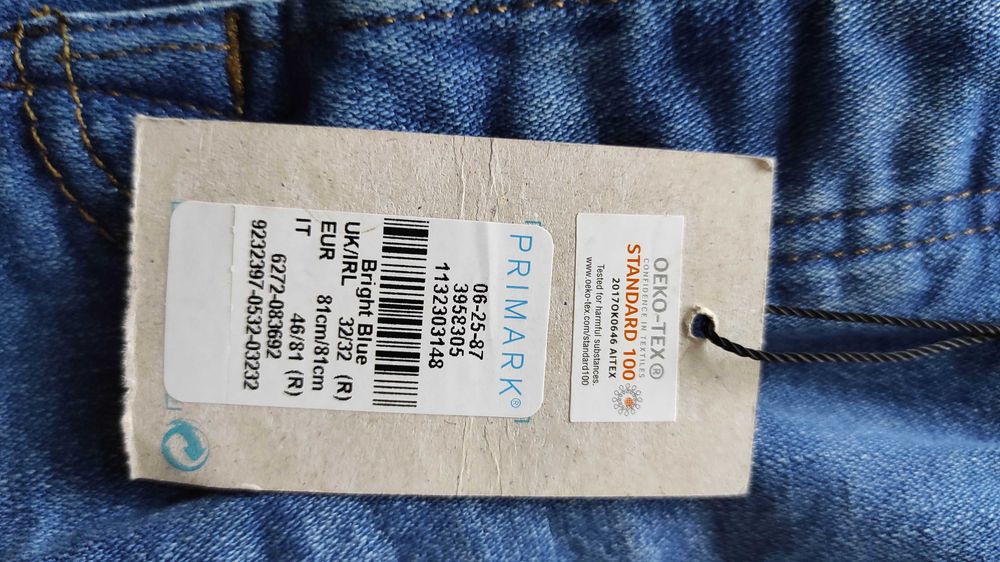 OEKO-TEX®
CONFIDENCE IN TEXTILES
STANDARD 100
2017OK0646 AITEX
Tested for harmful substances.
www.oeko-tex.com/standard100
PRIMARK®
06-25-87
3958305
1132303148
Bright Blue
UK/IRL 32/32 (R)
EUR 81cm/81cm
IT 46/81 (R)
6272-083692
9232397-0532-03232